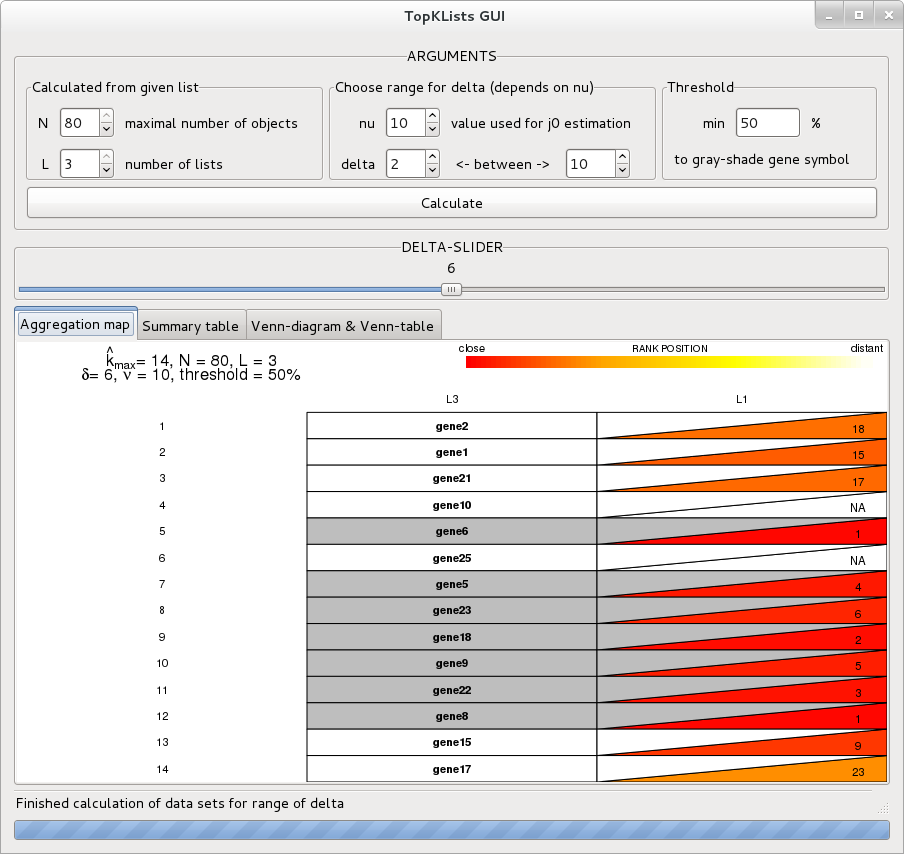 TopKLists GUI
ARGUMENTS
Calculated from given list
N 80 maximal number of objects
L 3 number of lists
Choose range for delta (depends on nu)
nu 10 value used for j0 estimation
delta 2 <- between -> 10
Threshold
min 50 %
to gray-shade gene symbol
Calculate
DELTA-SLIDER
6
Aggregation map Summary table Venn-diagram & Venn-table
k̂max= 14, N = 80, L = 3
δ= 6, ν = 10, threshold = 50%
close RANK POSITION distant
L3 L1
1 gene2 18
2 gene1 15
3 gene21 17
4 gene10 NA
5 gene6 1
6 gene25 NA
7 gene5 4
8 gene23 6
9 gene18 2
10 gene9 5
11 gene22 3
12 gene8 1
13 gene15 9
14 gene17 23
Finished calculation of data sets for range of delta